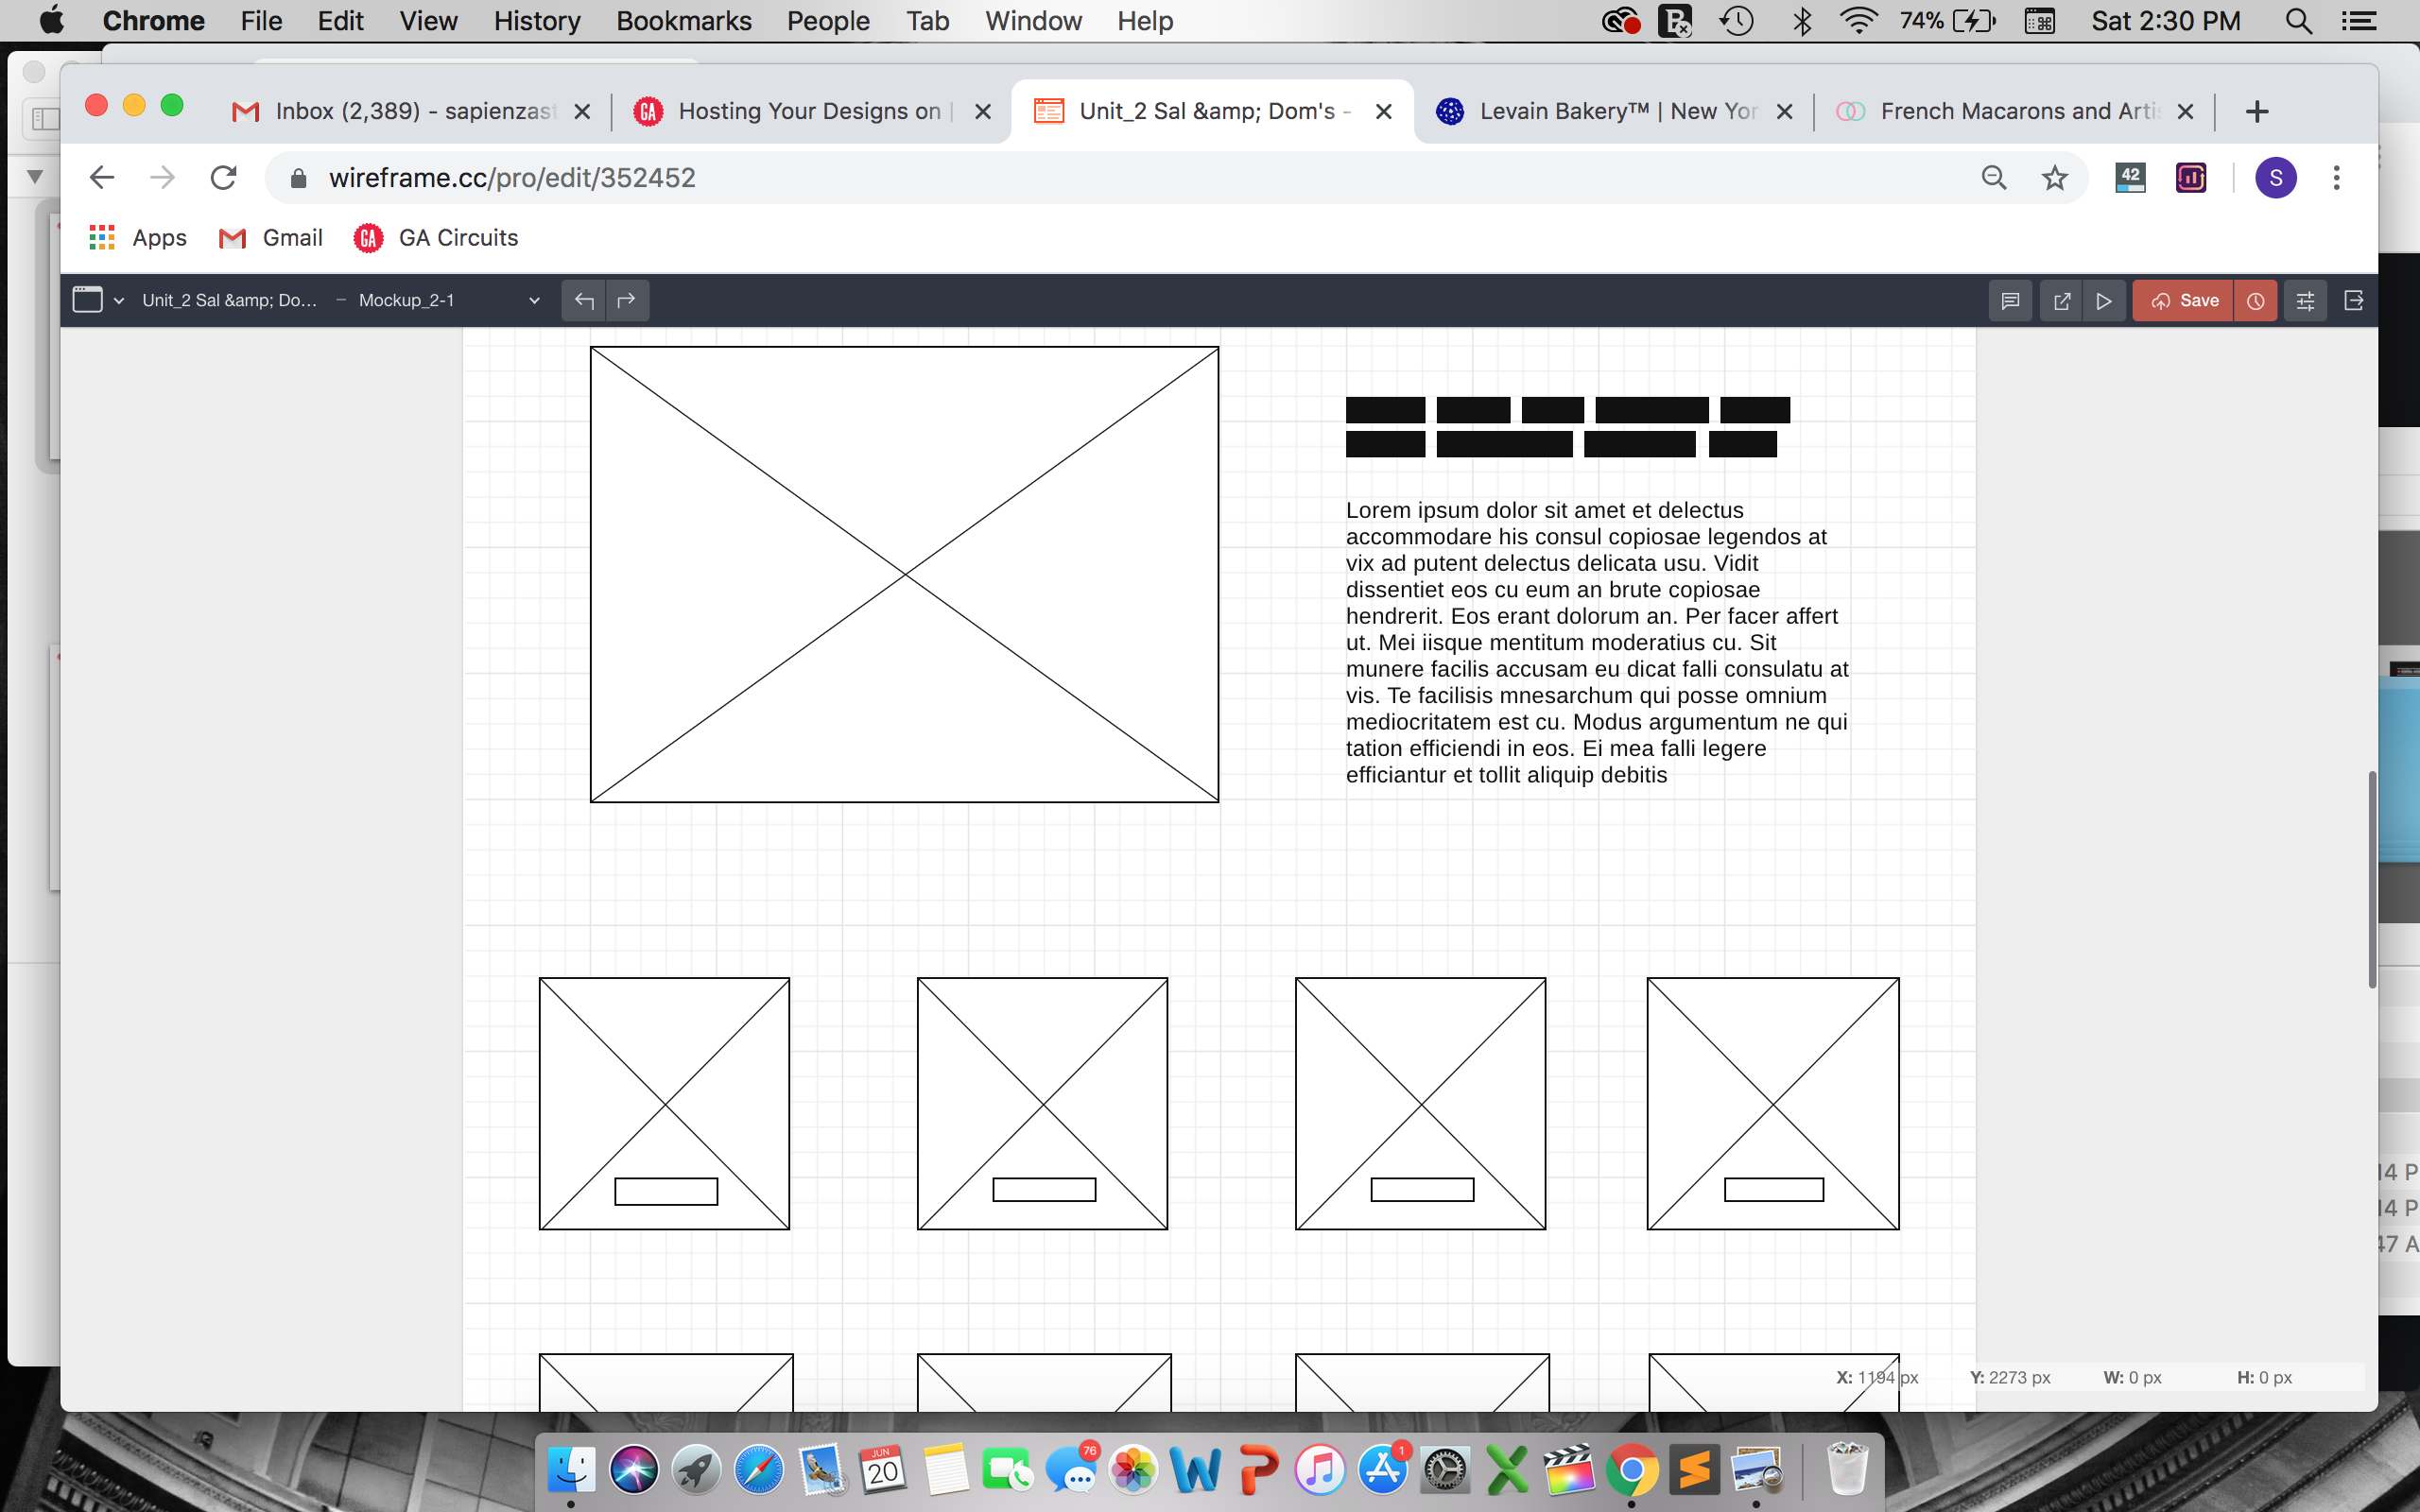 Chrome File Edit View History Bookmarks People Tab Window Help 74% Sat 2:30 PM
Inbox (2,389) - sapienzast
Hosting Your Designs on
Unit_2 Sal &amp; Dom's -
Levain Bakery™ | New Yor
French Macarons and Arti
wireframe.cc/pro/edit/352452
42
S
Apps Gmail GA GA Circuits
Unit_2 Sal &amp; Do... – Mockup_2-1
Save
Lorem ipsum dolor sit amet et delectus
accommodare his consul copiosae legendos at
vix ad putent delectus delicata usu. Vidit
dissentiet eos cu eum an brute copiosae
hendrerit. Eos erant dolorum an. Per facer affert
ut. Mei iisque mentitum moderatius cu. Sit
munere facilis accusam eu dicat falli consulatu at
vis. Te facilisis mnesarchum qui posse omnium
mediocritatem est cu. Modus argumentum ne qui
tation efficiendi in eos. Ei mea falli legere
efficiantur et tollit aliquip debitis
14 P
14 P
47 A
X: 1194 px Y: 2273 px W: 0 px H: 0 px
JUN
20
76
1